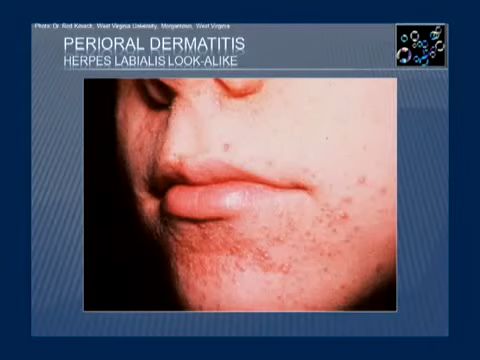 Photo: Dr. Rod Kovach, West Virginia University, Morgantown, West Virginia
PERIORAL DERMATITIS
HERPES LABIALIS LOOK-ALIKE